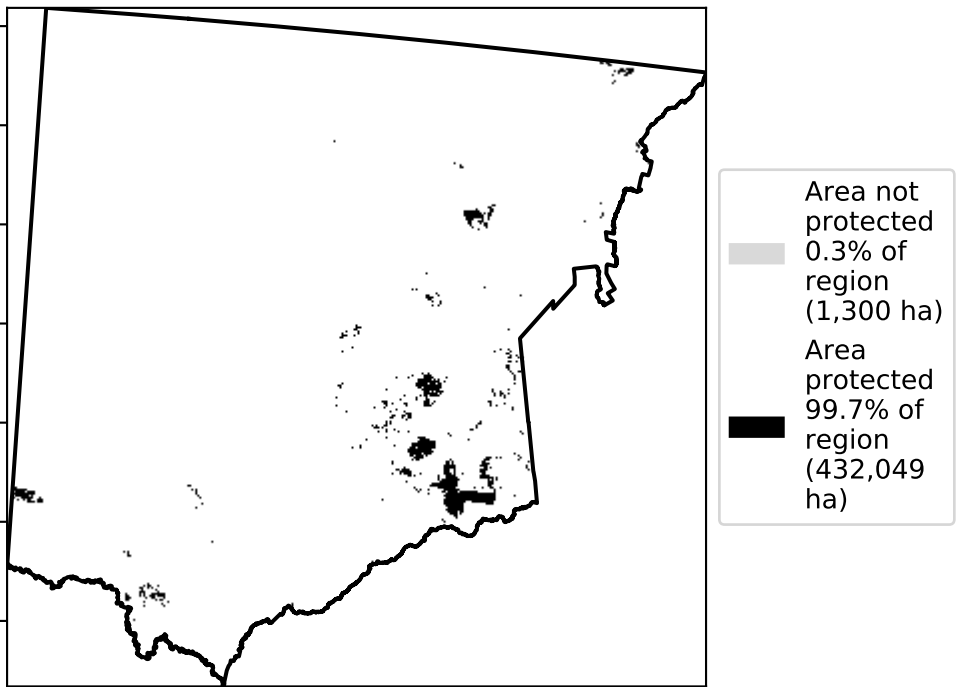 Area not
protected
0.3% of
region
(1,300 ha)
Area
protected
99.7% of
region
(432,049
ha)